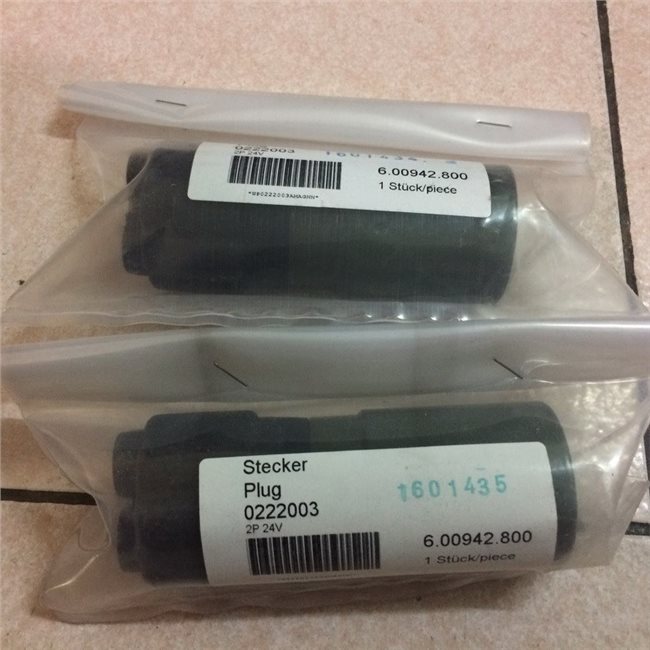 0222003
2P 24V
1601434
6.00942.800
1 Stück/piece
Stecker
Plug
0222003
2P 24V
1601435
6.00942.800
1 Stück/piece